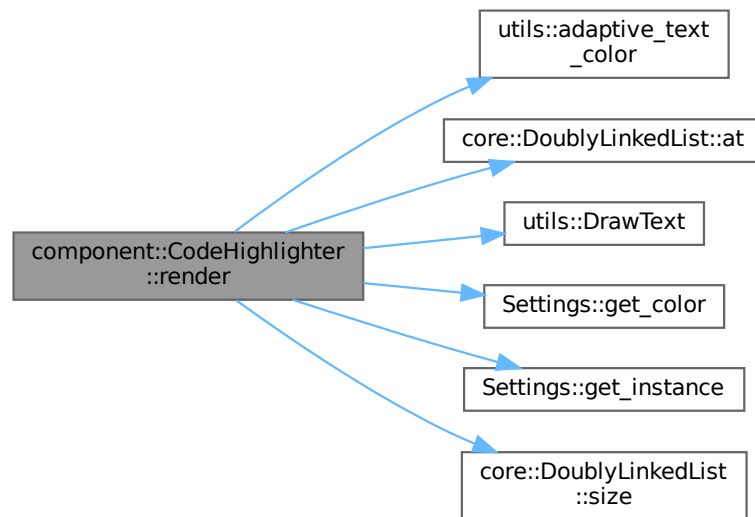 utils::adaptive_text
_color
core::DoublyLinkedList::at
utils::DrawText
component::CodeHighlighter
::render
Settings::get_color
Settings::get_instance
core::DoublyLinkedList
::size